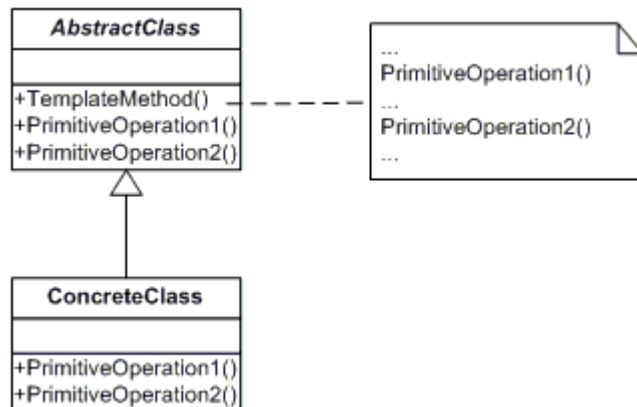 AbstractClass
+TemplateMethod()
+PrimitiveOperation1()
+PrimitiveOperation2()
...
PrimitiveOperation1()
...
PrimitiveOperation2()
...
ConcreteClass
+PrimitiveOperation1()
+PrimitiveOperation2()